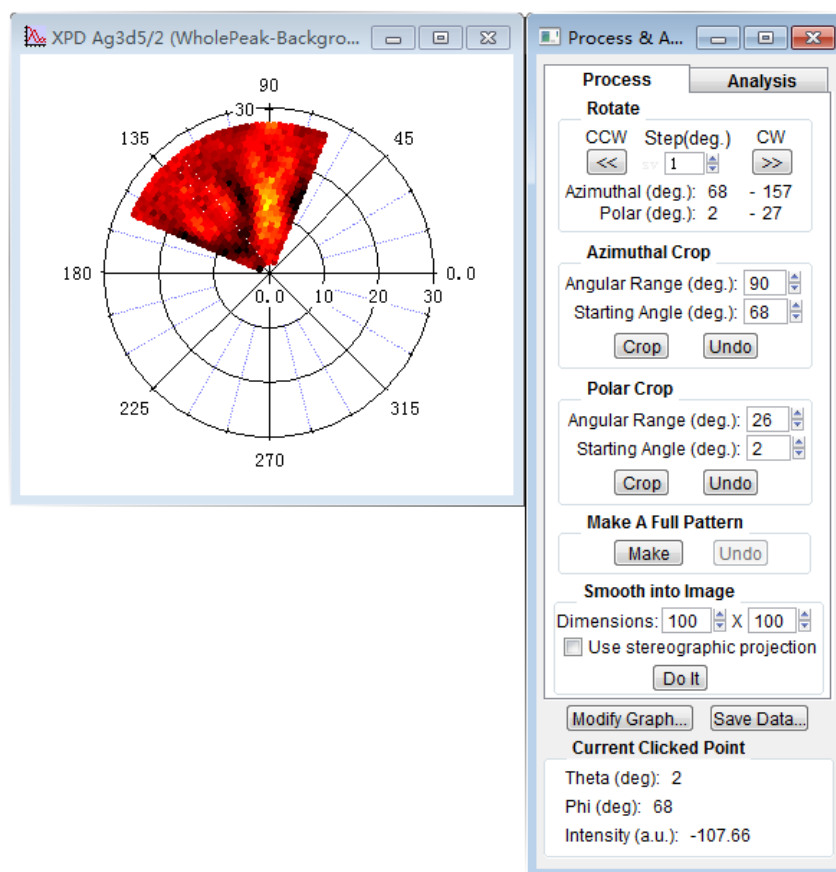 XPD Ag3d5/2 (WholePeak-Backgro...
90
30
135
45
180
0.0
0.0 10 20 30
225
315
270
Process & A...
Process Analysis
Rotate
CCW Step(deg.) CW
<< 1 >>
Azimuthal (deg.): 68 - 157
Polar (deg.): 2 - 27
Azimuthal Crop
Angular Range (deg.): 90
Starting Angle (deg.): 68
Crop Undo
Polar Crop
Angular Range (deg.): 26
Starting Angle (deg.): 2
Crop Undo
Make A Full Pattern
Make Undo
Smooth into Image
Dimensions: 100 X 100
Use stereographic projection
Do It
Modify Graph... Save Data...
Current Clicked Point
Theta (deg): 2
Phi (deg): 68
Intensity (a.u.): -107.66